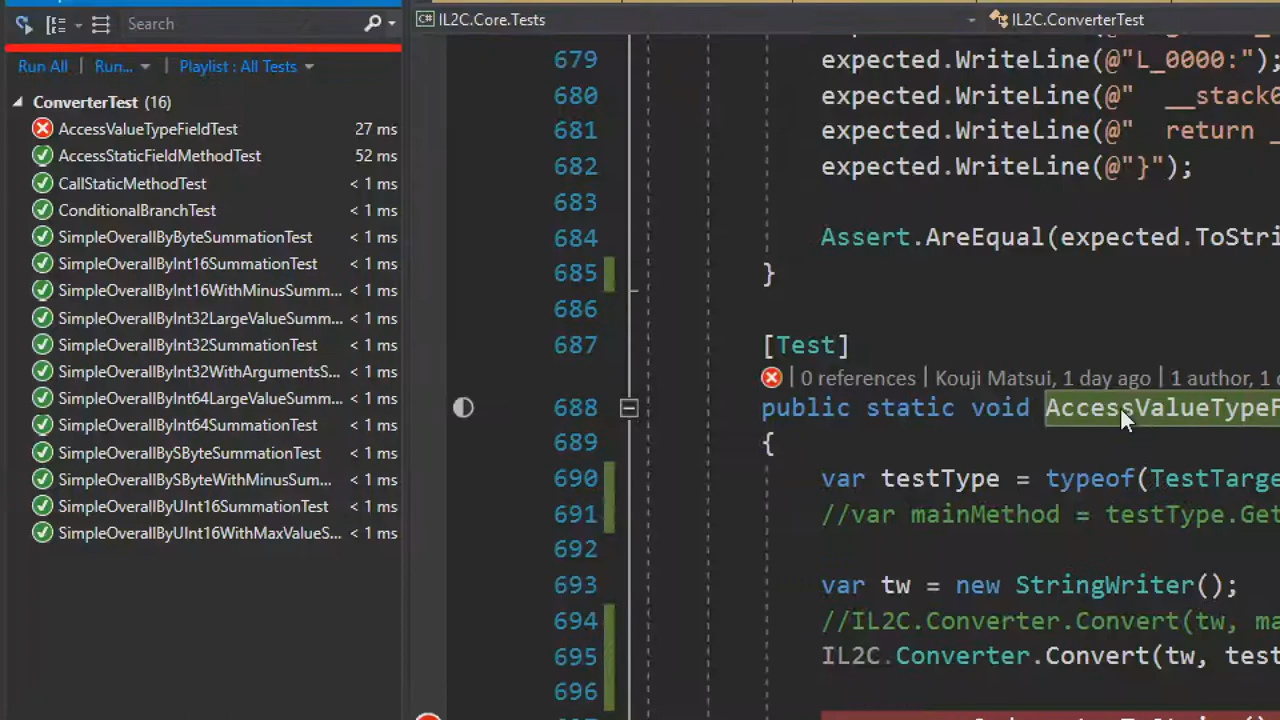 Search
Run All | Run... | Playlist : All Tests
ConverterTest (16)
AccessValueTypeFieldTest 27 ms
AccessStaticFieldMethodTest 52 ms
CallStaticMethodTest < 1 ms
ConditionalBranchTest < 1 ms
SimpleOverallByByteSummationTest < 1 ms
SimpleOverallByInt16SummationTest < 1 ms
SimpleOverallByInt16WithMinusSumm... < 1 ms
SimpleOverallByInt32LargeValueSumm... < 1 ms
SimpleOverallByInt32SummationTest < 1 ms
SimpleOverallByInt32WithArgumentsS... < 1 ms
SimpleOverallByInt64LargeValueSumm... < 1 ms
SimpleOverallByInt64SummationTest < 1 ms
SimpleOverallBySByteSummationTest < 1 ms
SimpleOverallBySByteWithMinusSum... < 1 ms
SimpleOverallByUInt16SummationTest < 1 ms
SimpleOverallByUInt16WithMaxValueS... < 1 ms
C# IL2C.Core.Tests IL2C.ConverterTest
679 expected.WriteLine(@"L_0000:");
680 expected.WriteLine(@" __stack0
681 expected.WriteLine(@" return _
682 expected.WriteLine(@"}");
683
684 Assert.AreEqual(expected.ToStri
685 }
686
687 [Test]
| 0 references | Kouji Matsui, 1 day ago | 1 author, 1 c
688 public static void AccessValueTypeF
689 {
690 var testType = typeof(TestTarge
691 //var mainMethod = testType.Get
692
693 var tw = new StringWriter();
694 //IL2C.Converter.Convert(tw, ma
695 IL2C.Converter.Convert(tw, test
696